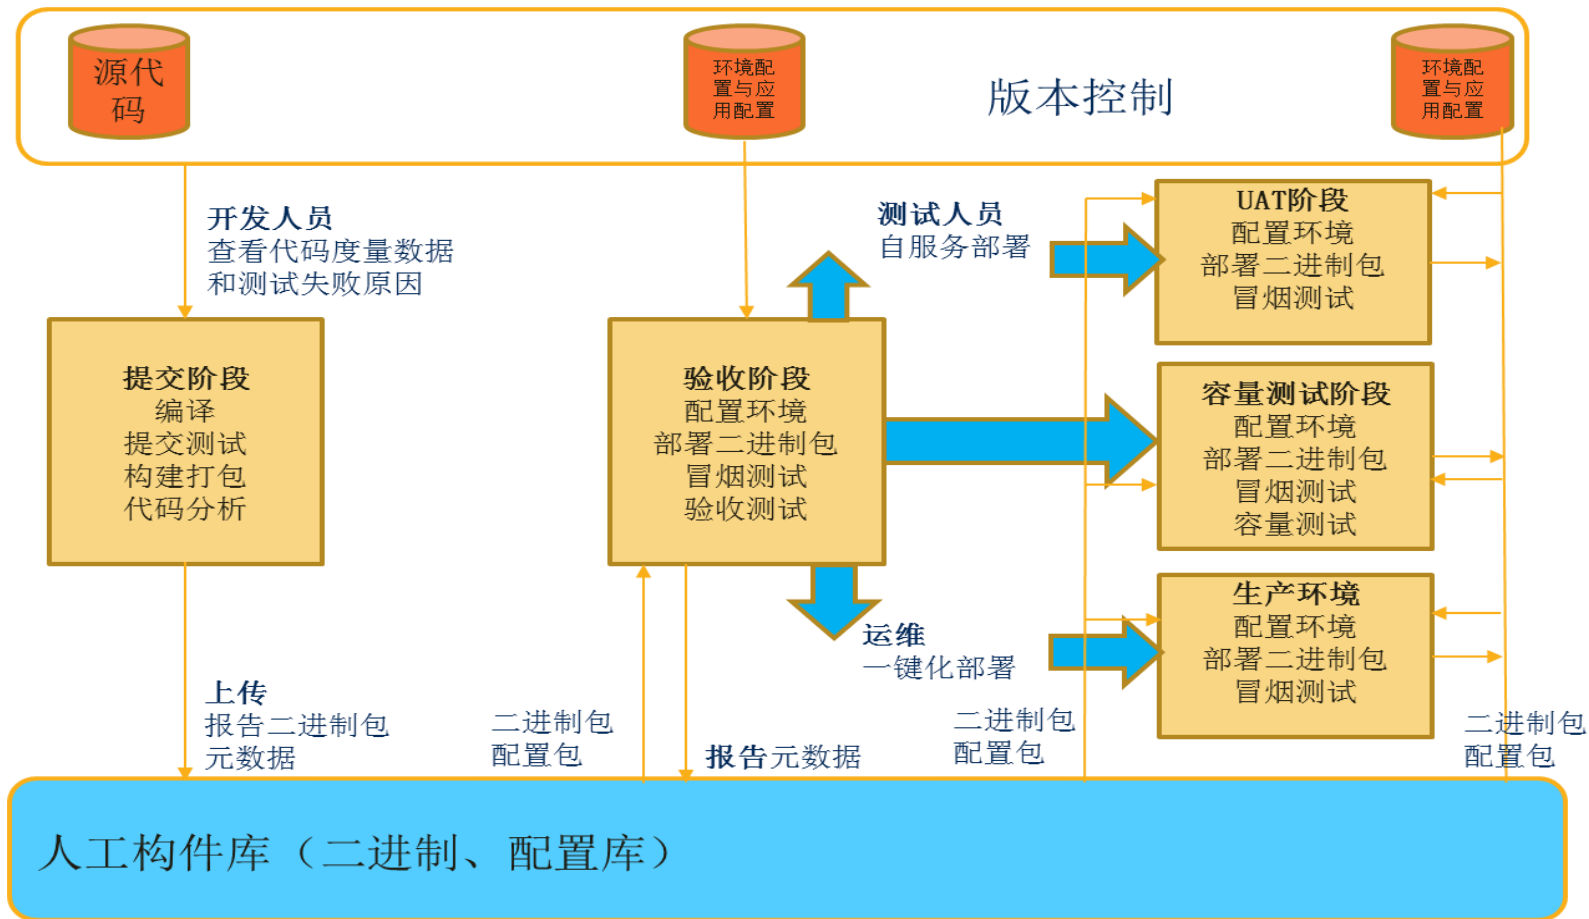 源代
码
环境配
置与应
用配置
版本控制
环境配
置与应
用配置
开发人员
查看代码度量数据
和测试失败原因
测试人员
自服务部署
UAT阶段
配置环境
部署二进制包
冒烟测试
提交阶段
编译
提交测试
构建打包
代码分析
验收阶段
配置环境
部署二进制包
冒烟测试
验收测试
容量测试阶段
配置环境
部署二进制包
冒烟测试
容量测试
生产环境
配置环境
部署二进制包
冒烟测试
运维
一键化部署
上传
报告二进制包
元数据
二进制包
配置包
报告元数据
二进制包
配置包
二进制包
配置包
人工构件库（二进制、配置库）